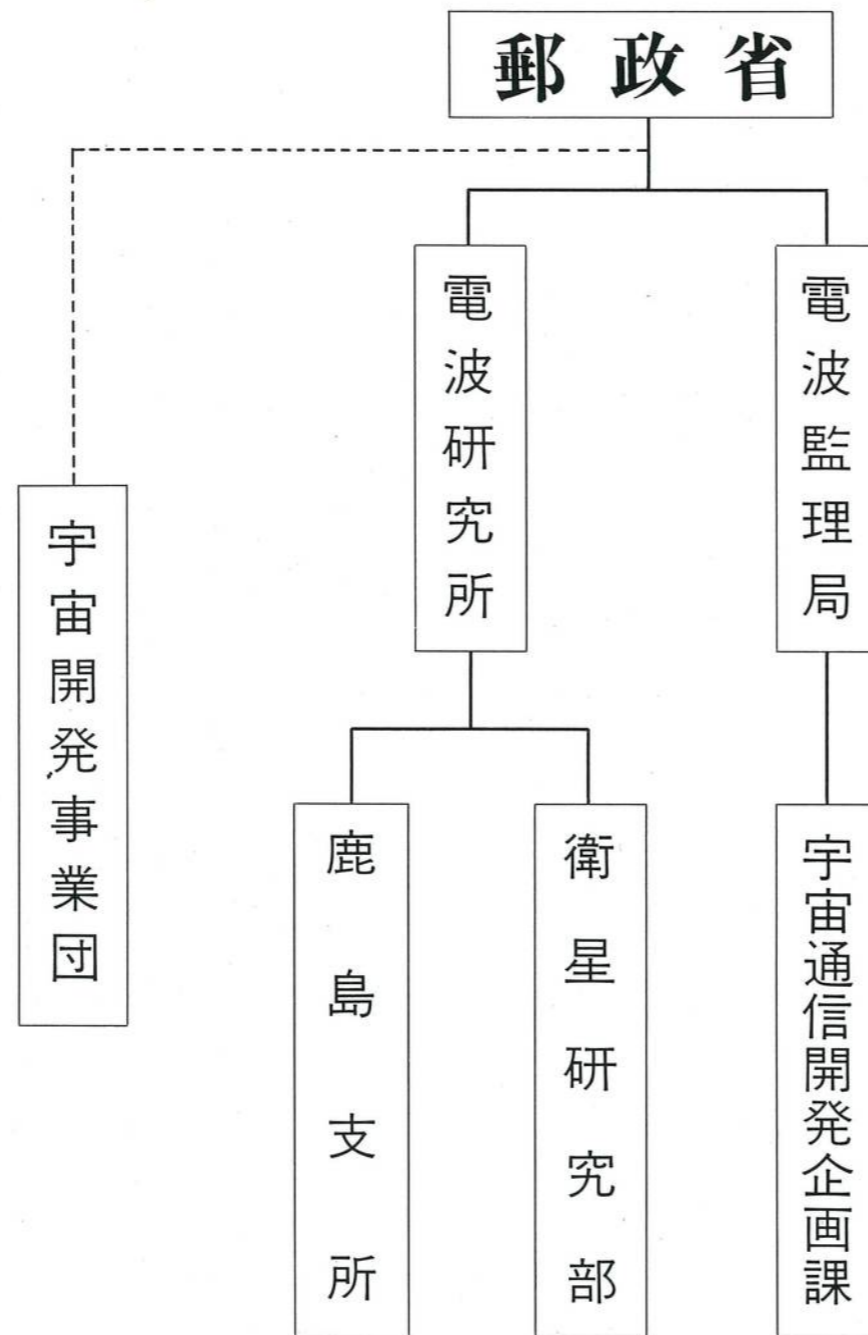 郵政省
電波監理局
電波研究所
宇宙開発事業団
宇宙通信開発企画課
衛星研究部
鹿島支所